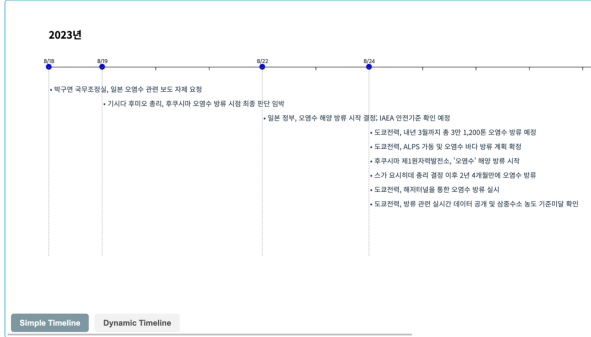 2023년
8/18 8/19 8/22 8/24
• 박구연 국무조정실, 일본 오염수 관련 보도 자제 요청
• 기시다 후미오 총리, 후쿠시마 오염수 방류 시점 최종 판단 임박
• 일본 정부, 오염수 해양 방류 시작 결정; IAEA 안전기준 확인 예정
• 도쿄전력, 내년 3월까지 총 3만 1,200톤 오염수 방류 예정
• 도쿄전력, ALPS 가동 및 오염수 바다 방류 계획 확정
• 후쿠시마 제1원자력발전소, '오염수' 해양 방류 시작
• 스가 요시히데 총리 결정 이후 2년 4개월만에 오염수 방류
• 도쿄전력, 해저터널을 통한 오염수 방류 실시
• 도쿄전력, 방류 관련 실시간 데이터 공개 및 삼중수소 농도 기준미달 확인
Simple Timeline Dynamic Timeline